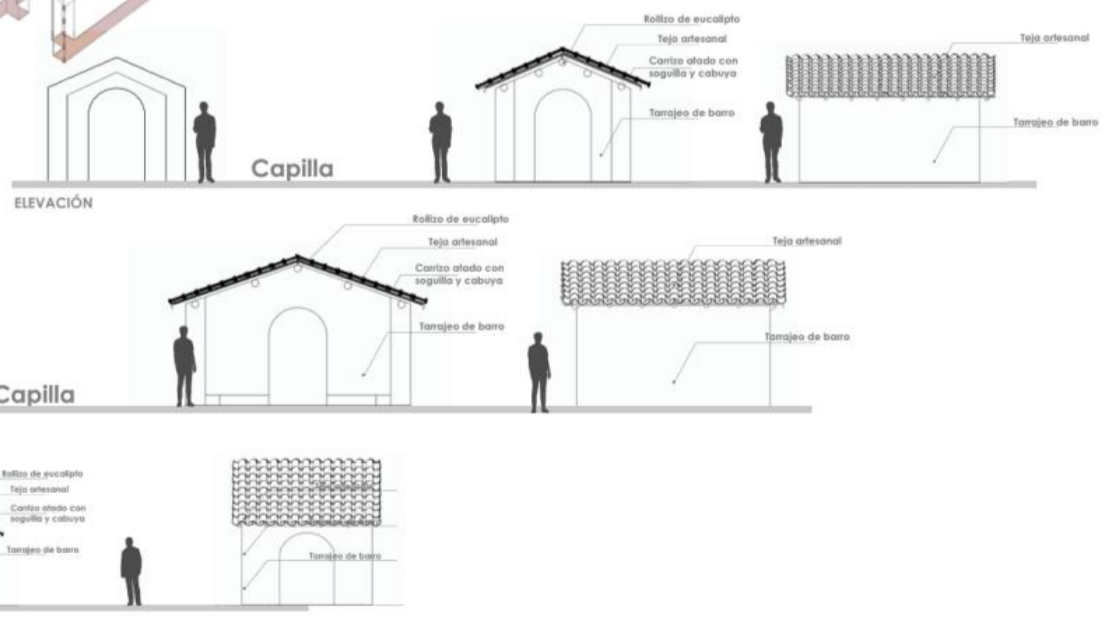 Rollizo de eucalipto
Teja artesanal
Carrizo atado con
soguilla y cabuya
Tarrajeo de barro
Teja artesanal
Tarrajeo de barro
Capilla
ELEVACIÓN
Rollizo de eucalipto
Teja artesanal
Carrizo atado con
soguilla y cabuya
Tarrajeo de barro
Teja artesanal
Tarrajeo de barro
Capilla
Rollizo de eucalipto
Teja artesanal
Carrizo atado con
soguilla y cabuya
Tarrajeo de barro
Tarrajeo de barro